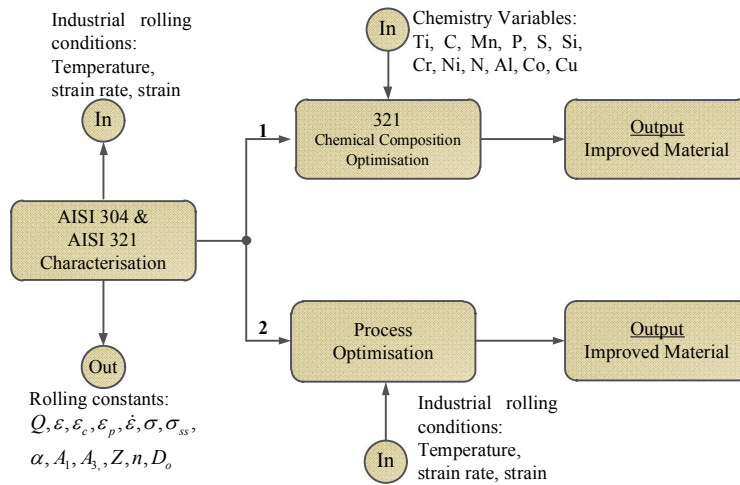 Industrial rolling
conditions:
Temperature,
strain rate, strain
In
AISI 304 &
AISI 321
Characterisation
Out
Rolling constants:
Q, ε, ε_c, ε_p, ε̇, σ, σ_ss,
α, A_1, A_3, Z, n, D_o
In
Chemistry Variables:
Ti, C, Mn, P, S, Si,
Cr, Ni, N, Al, Co, Cu
1
321
Chemical Composition
Optimisation
Output
Improved Material
2
Process
Optimisation
Output
Improved Material
In
Industrial rolling
conditions:
Temperature,
strain rate, strain